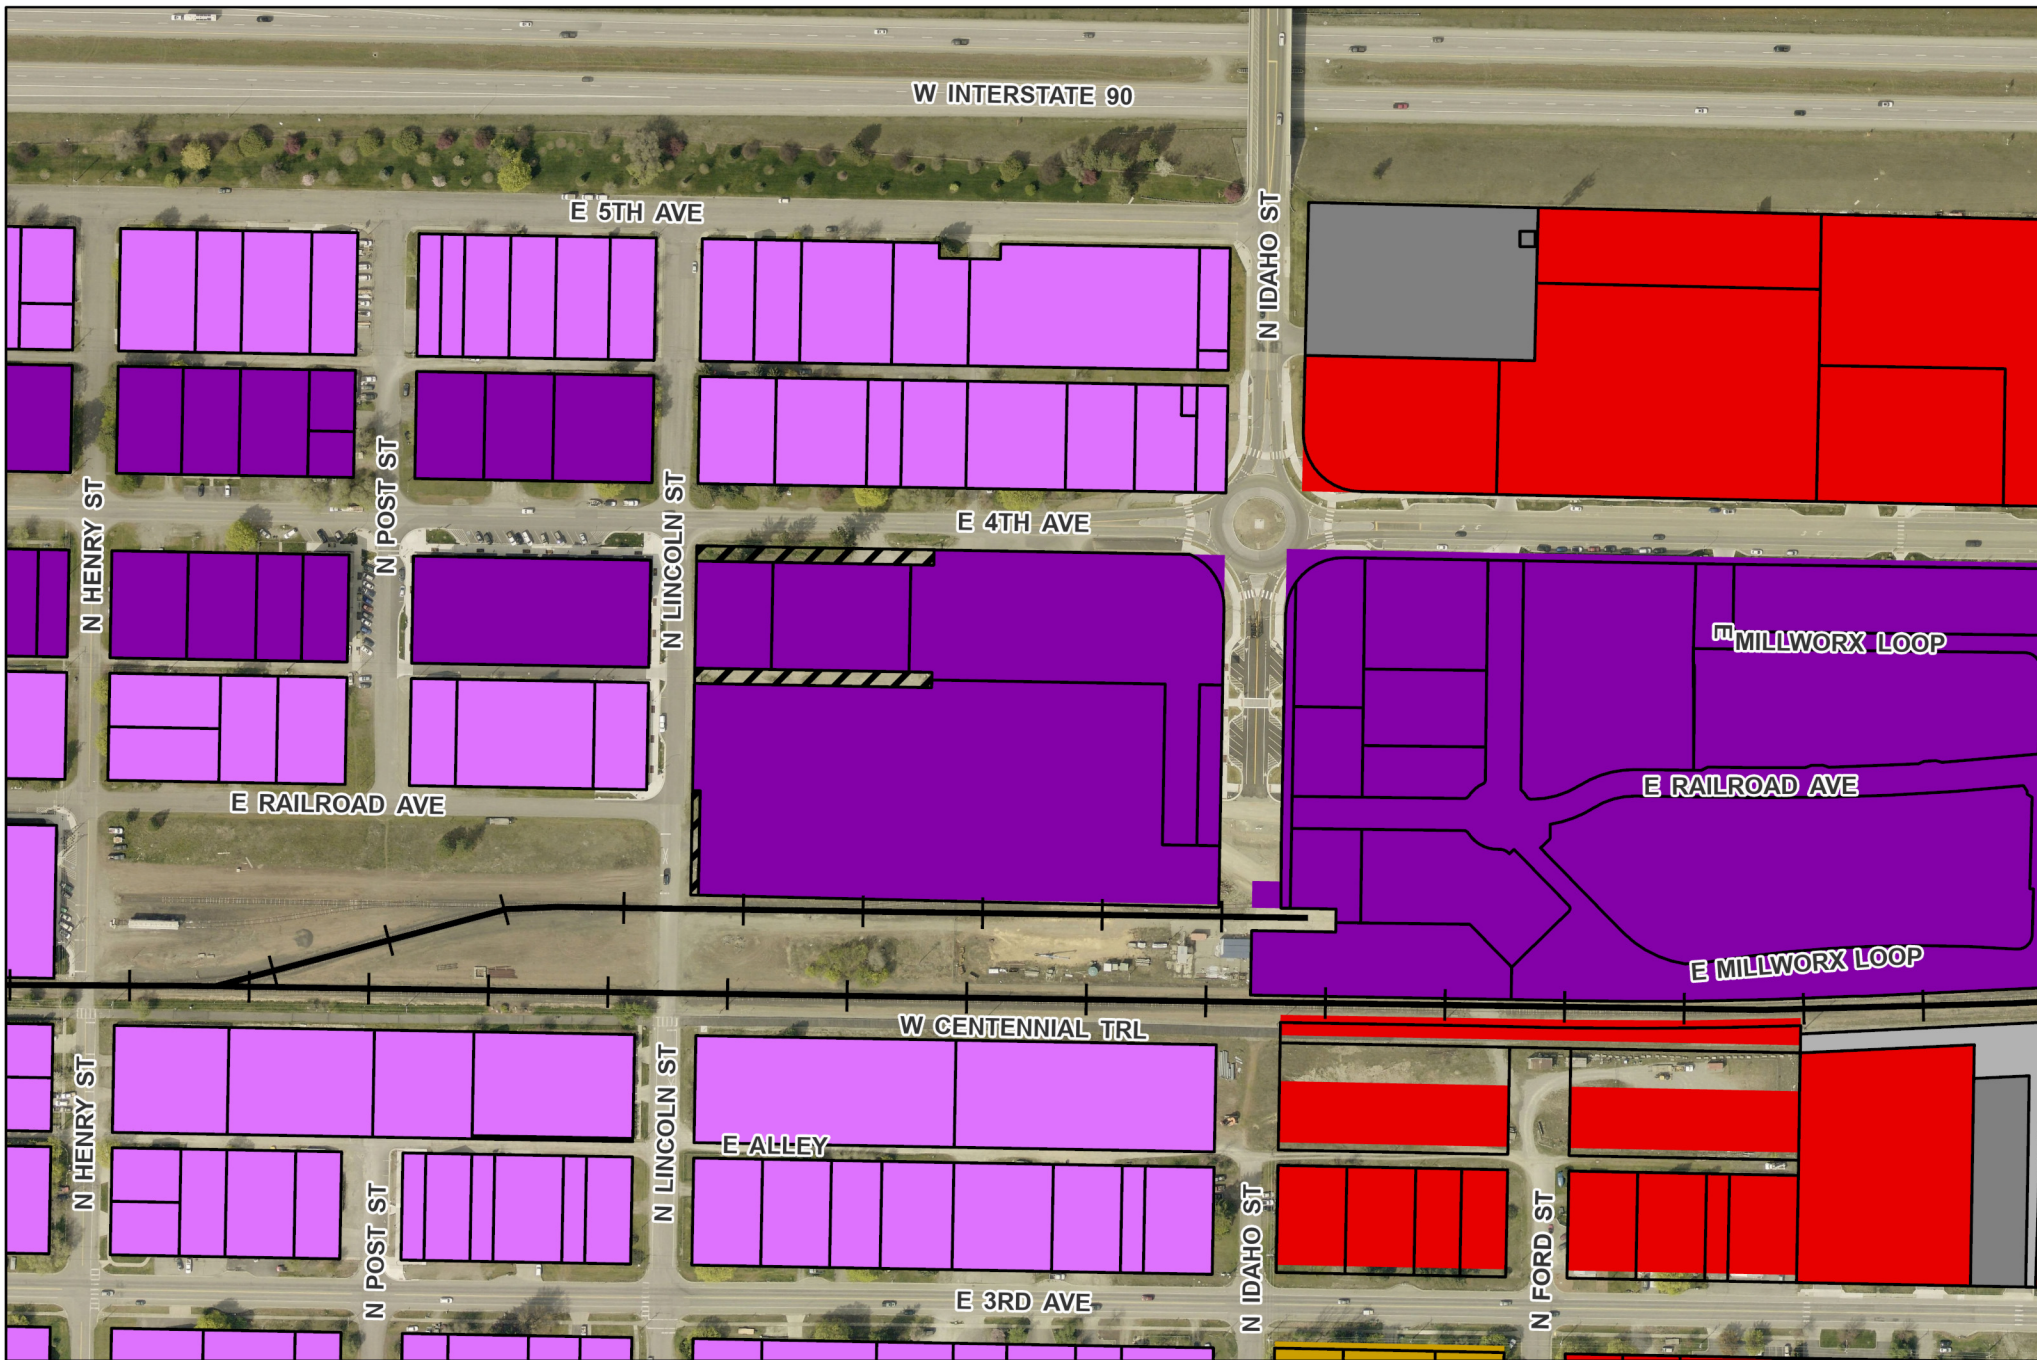 W INTERSTATE 90
E 5TH AVE
N IDAHO ST
N POST ST
N HENRY ST
N LINCOLN ST
E 4TH AVE
E MILLWORX LOOP
E RAILROAD AVE
E RAILROAD AVE
E MILLWORX LOOP
W CENTENNIAL TRL
N HENRY ST
N LINCOLN ST
E ALLEY
N POST ST
N IDAHO ST
N FORD ST
E 3RD AVE